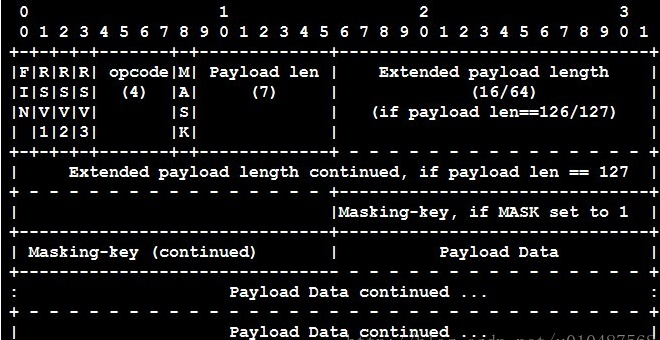 0                   1                   2                   3
0 1 2 3 4 5 6 7 8 9 0 1 2 3 4 5 6 7 8 9 0 1 2 3 4 5 6 7 8 9 0 1
+-+-+-+-+-------+-+-------------+-------------------------------+
|F|R|R|R| opcode|M| Payload len |    Extended payload length    |
|I|S|S|S|  (4)  |A|     (7)     |            (16/64)            |
|N|V|V|V|       |S|             |  (if payload len==126/127)    |
| |1|2|3|       |K|             |                               |
+-+-+-+-+-------+-+-------------+ - - - - - - - - - - - - - - - +
|    Extended payload length continued, if payload len == 127   |
+ - - - - - - - - - - - - - - - +-------------------------------+
|                               |Masking-key, if MASK set to 1  |
+-------------------------------+-------------------------------+
| Masking-key (continued)       |          Payload Data         |
+-------------------------------- - - - - - - - - - - - - - - - +
:                     Payload Data continued ...                :
+ - - - - - - - - - - - - - - - - - - - - - - - - - - - - - - - +
|                     Payload Data continued ...                |